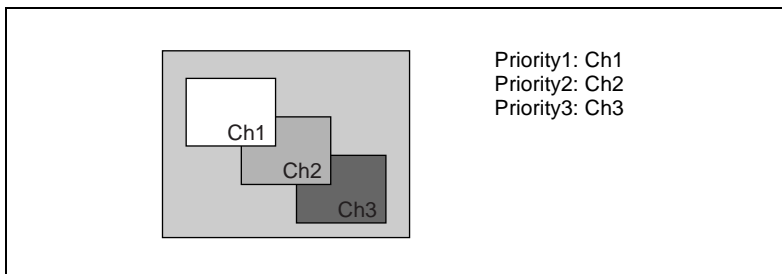 Ch1
Ch2
Ch3
Priority1: Ch1
Priority2: Ch2
Priority3: Ch3